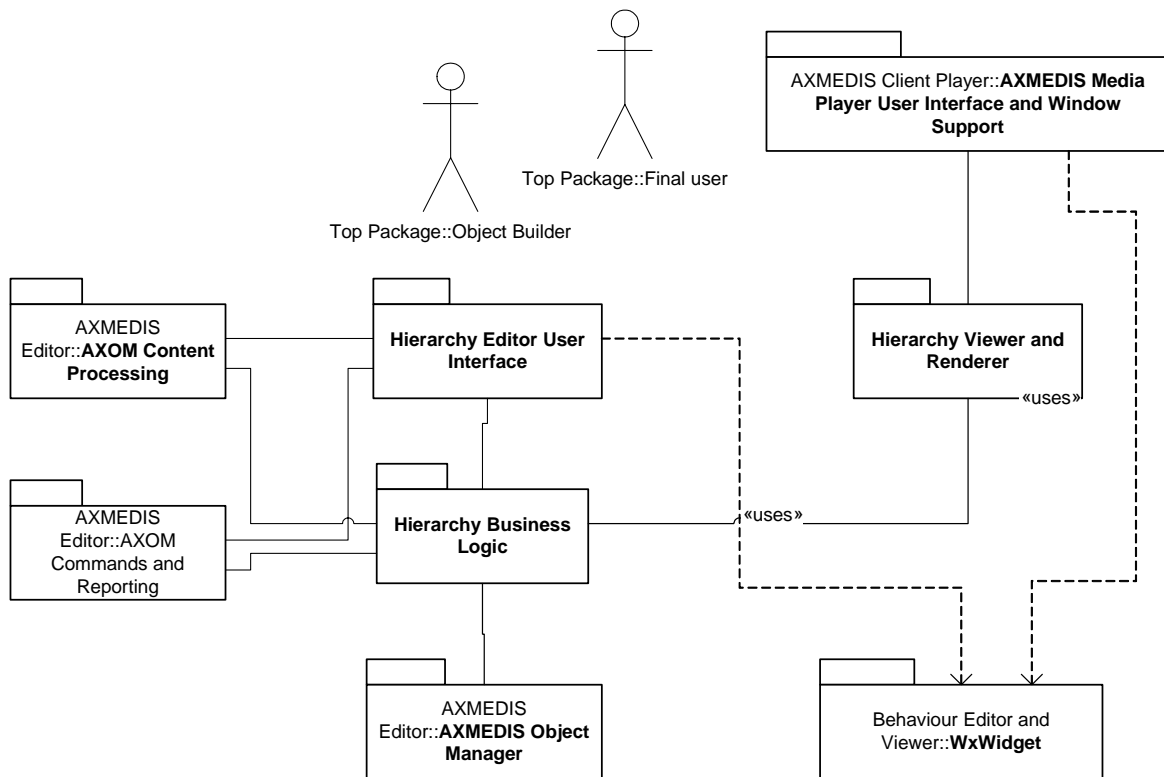 AXMEDIS Client Player::AXMEDIS Media
Player User Interface and Window
Support
Top Package::Final user
Top Package::Object Builder
AXMEDIS
Editor::AXOM Content
Processing
Hierarchy Editor User
Interface
Hierarchy Viewer and
Renderer
«uses»
AXMEDIS
Editor::AXOM
Commands and
Reporting
Hierarchy Business
Logic
«uses»
AXMEDIS
Editor::AXMEDIS Object
Manager
Behaviour Editor and
Viewer::WxWidget